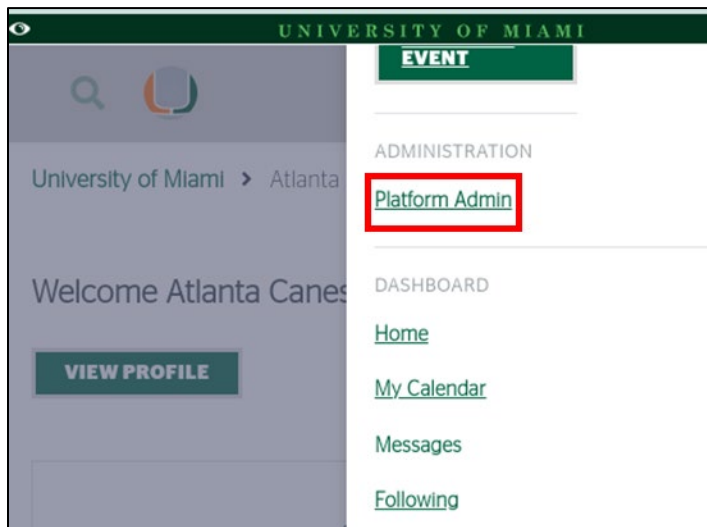 UNIVERSITY OF MIAMI
EVENT
ADMINISTRATION
Platform Admin
DASHBOARD
Home
My Calendar
Messages
Following
University of Miami > Atlanta
Welcome Atlanta Canes
VIEW PROFILE